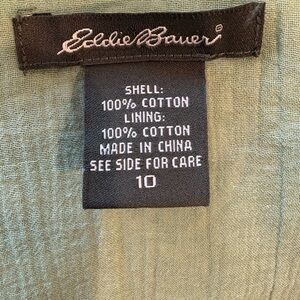 Eddie Bauer
SHELL:
100% COTTON
LINING:
100% COTTON
MADE IN CHINA
SEE SIDE FOR CARE
10